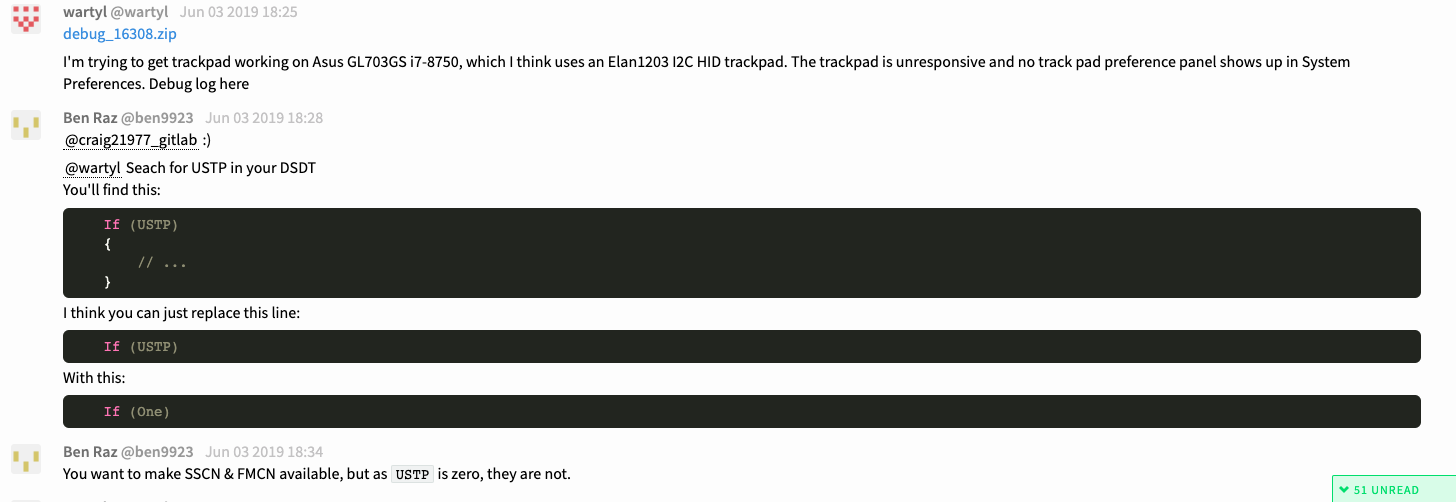 wartyl @wartyl Jun 03 2019 18:25
debug_16308.zip
I'm trying to get trackpad working on Asus GL703GS i7-8750, which I think uses an Elan1203 I2C HID trackpad. The trackpad is unresponsive and no track pad preference panel shows up in System
Preferences. Debug log here
Ben Raz @ben9923 Jun 03 2019 18:28
@craig21977_gitlab :)
@wartyl Seach for USTP in your DSDT
You'll find this:
If (USTP)
{
// ...
}
I think you can just replace this line:
If (USTP)
With this:
If (One)
Ben Raz @ben9923 Jun 03 2019 18:34
You want to make SSCN & FMCN available, but as USTP is zero, they are not.
51 UNREAD